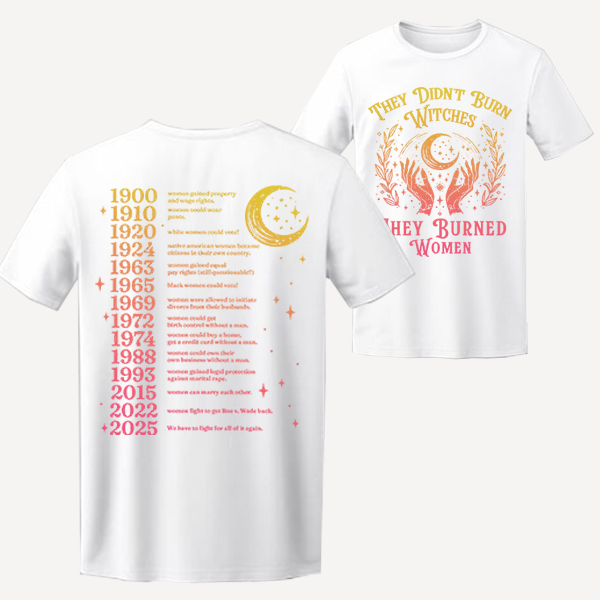 1900 women gained property
and wage rights.
1910 women could wear
pants.
1920 white women could vote!
1924 native american women became
citizens in their own country.
1963 women gained equal
pay rights (still questionable!)
1965 black women could vote!
1969 women were allowed to initiate
divorce from their husbands.
1972 women could get
birth control without a man.
1974 women could buy a home,
get a credit card without a man.
1988 women could own their
own business without a man.
1993 women gained legal protection
against marital rape.
2015 women can marry each other.
2022 women fight to get Roe v. Wade back.
2025 We have to fight for all of it again.
They Didn't Burn
Witches
They Burned
Women